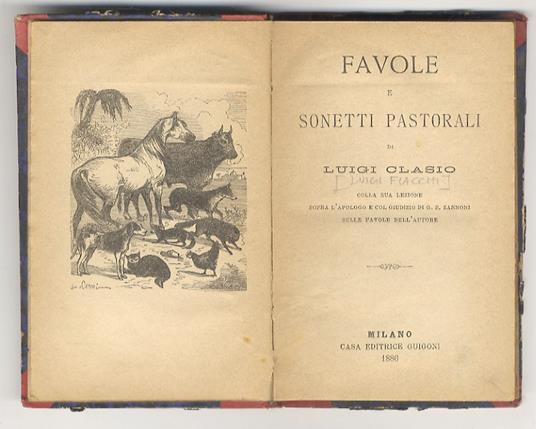 FAVOLE
E
SONETTI PASTORALI
DI
LUIGI CLASIO
[LUIGI FIACCHI]
COLLA SUA LEZIONE
SOPRA L'APOLOGO E COL GIUDIZIO DI G. B. ZANNONI
SULLE FAVOLE DELL'AUTORE
MILANO
CASA EDITRICE GUIGONI
1886